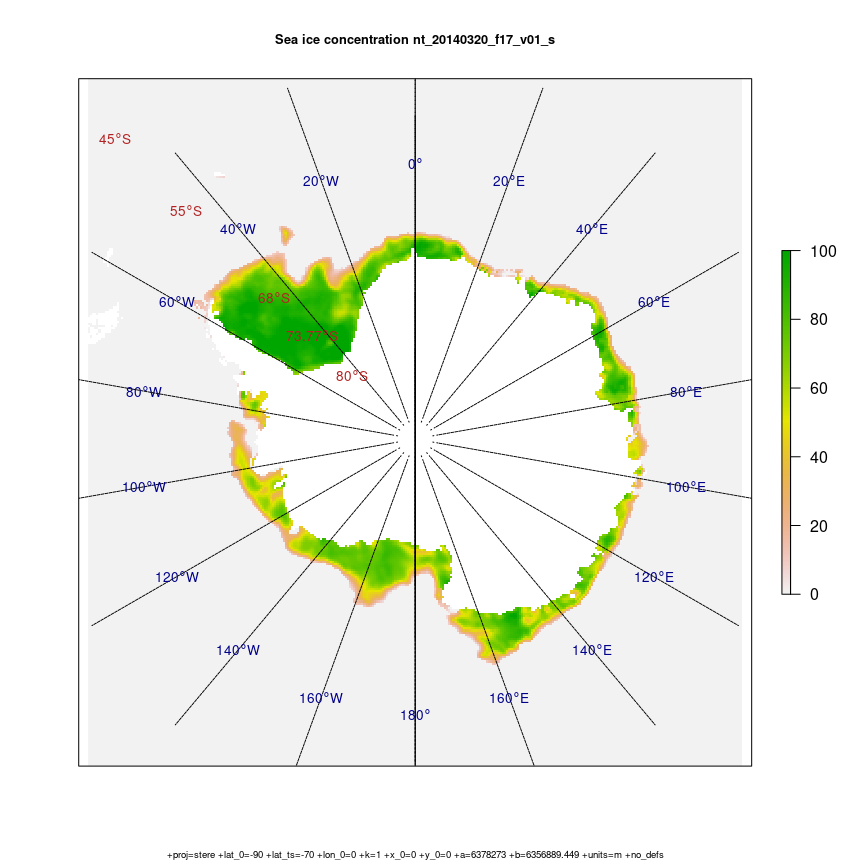 Sea ice concentration nt_20140320_f17_v01_s
45°S
0°
20°W
20°E
55°S
40°W
40°E
100
68°S
60°W
60°E
80
73.77°S
80°S
80°W
80°E
60
40
100°W
100°E
20
120°W
120°E
0
140°W
140°E
160°W
160°E
180°
+proj=stere +lat_0=-90 +lat_ts=-70 +lon_0=0 +k=1 +x_0=0 +y_0=0 +a=6378273 +b=6356889.449 +units=m +no_defs